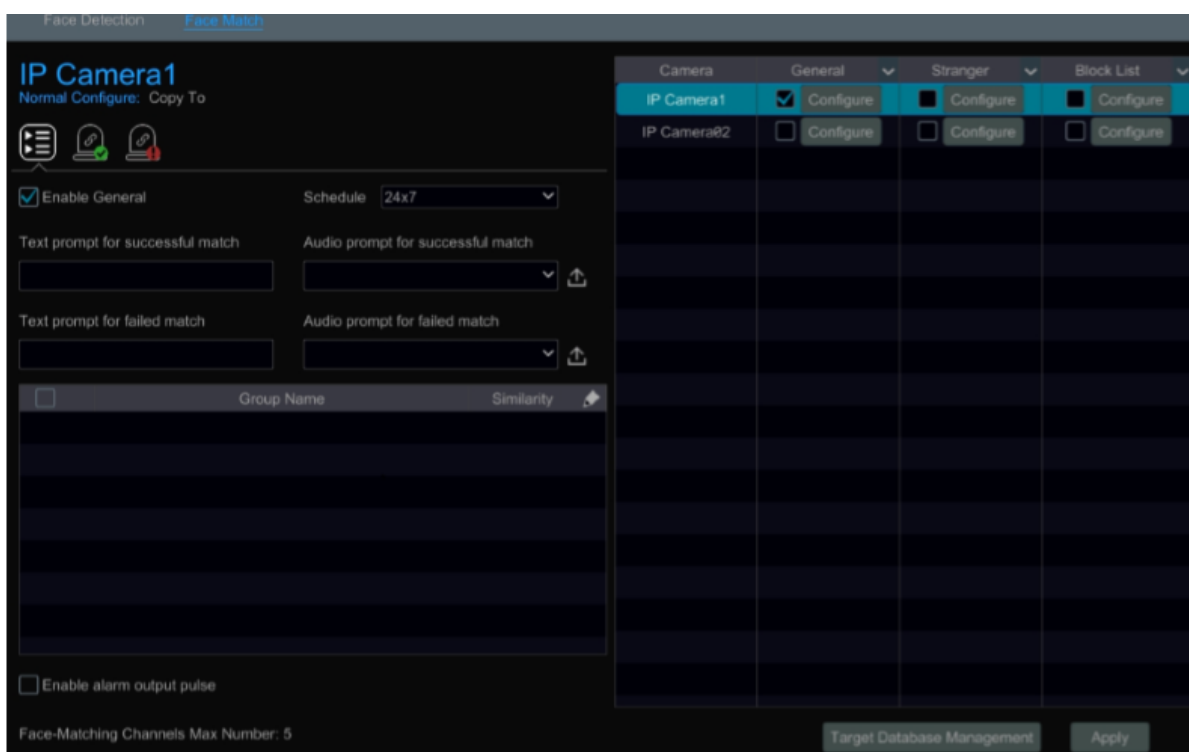 Face Detection Face Match
IP Camera1
Normal Configure: Copy To
Enable General Schedule 24x7
Text prompt for successful match Audio prompt for successful match
Text prompt for failed match Audio prompt for failed match
Group Name Similarity
Enable alarm output pulse
Face-Matching Channels Max Number: 5
Camera General Stranger Block List
IP Camera1 Configure Configure Configure
IP Camera02 Configure Configure Configure
Target Database Management Apply